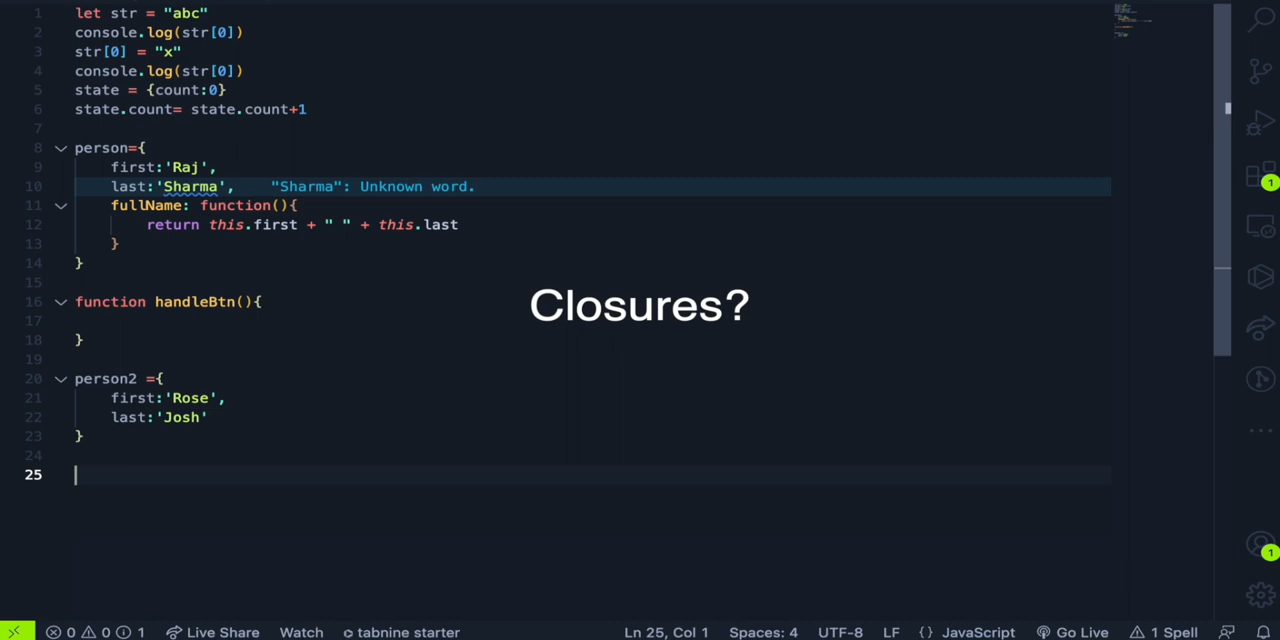 1 let str = "abc"
2 console.log(str[0])
3 str[0] = "x"
4 console.log(str[0])
5 state = {count:0}
6 state.count= state.count+1
7
8 person={
9 first:'Raj',
10 last:'Sharma', "Sharma": Unknown word.
11 fullName: function(){
12 return this.first + " " + this.last
13 }
14 }
15
16 function handleBtn(){
17
18 }
19
20 person2 ={
21 first:'Rose',
22 last:'Josh'
23 }
24
25
Closures?
1
1
0 0 1 Live Share Watch tabnine starter Ln 25, Col 1 Spaces: 4 UTF-8 LF {} JavaScript Go Live 1 Spell